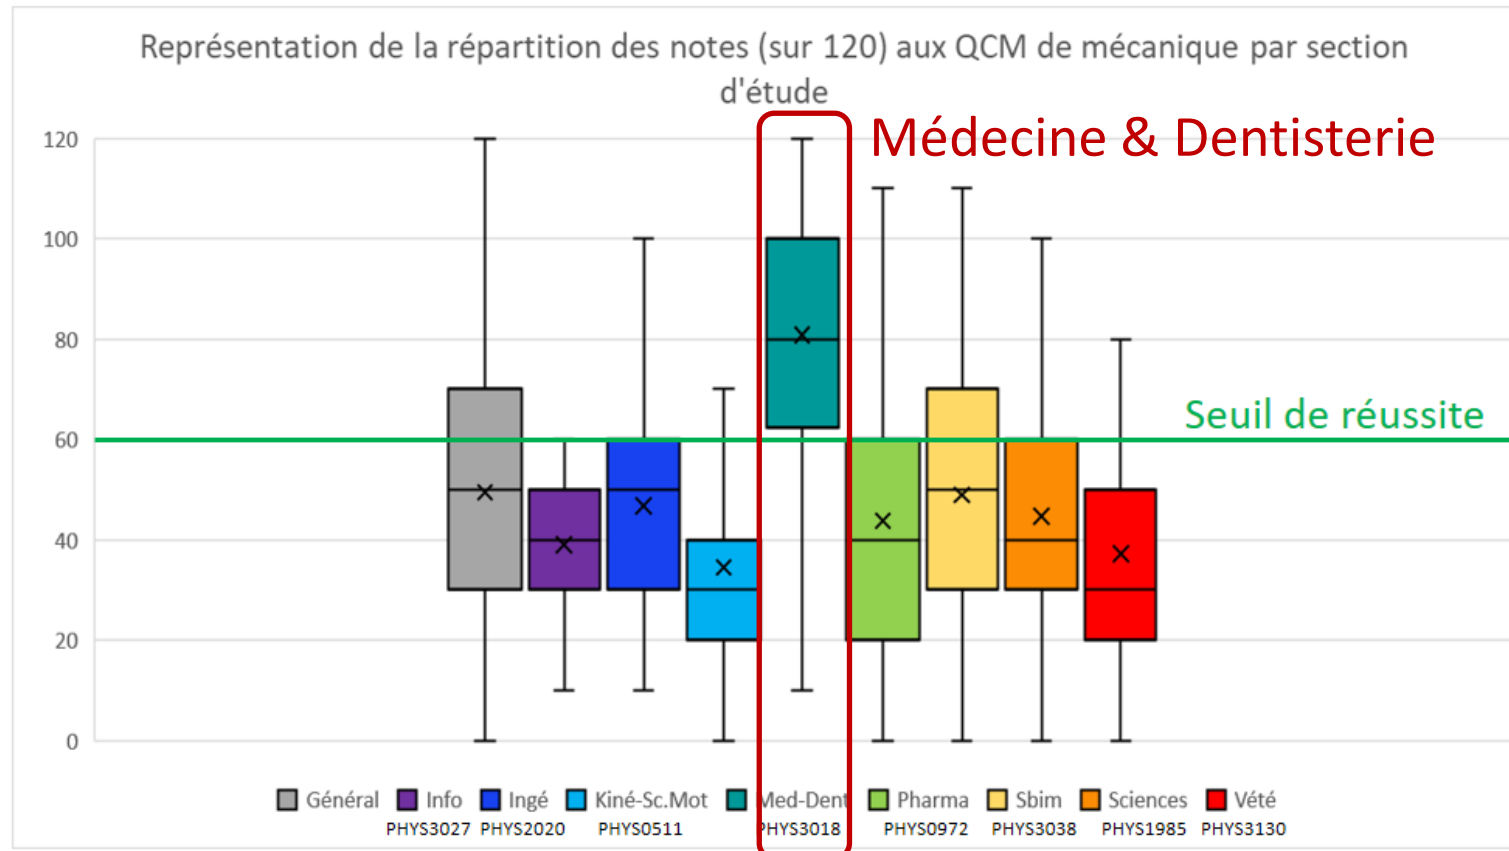 Représentation de la répartition des notes (sur 120) aux QCM de mécanique par section
d'étude
Médecine & Dentisterie
120
100
80
Seuil de réussite
60
40
20
0
Général Info Ingé Kiné-Sc.Mot Med-Dent Pharma Sbim Sciences Vété
PHYS3027 PHYS2020 PHYS0511 PHYS3018 PHYS0972 PHYS3038 PHYS1985 PHYS3130